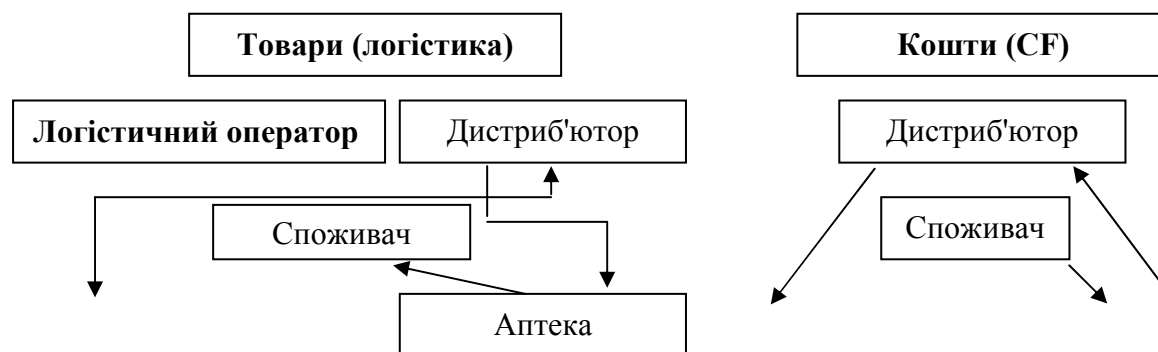 Товари (логістика)
Кошти (CF)
Логістичний оператор
Дистриб'ютор
Дистриб'ютор
Споживач
Споживач
Аптека